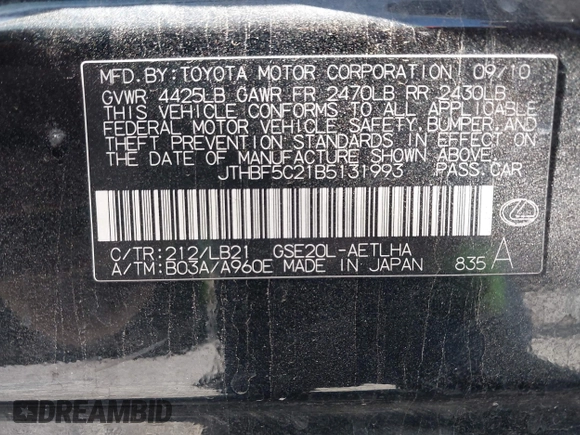 MFD. BY: TOYOTA MOTOR CORPORATION 09/10
GVWR 4425LB GAWR FR 2470LB RR 2430LB
THIS VEHICLE CONFORMS TO ALL APPLICABLE
FEDERAL MOTOR VEHICLE SAFETY, BUMPER, AND
THEFT PREVENTION STANDARDS IN EFFECT ON
THE DATE OF MANUFACTURE SHOWN ABOVE.
JTHBF5C21B5131993 PASS.CAR
C/TR: 212/LB21 GSE20L-AETLHA
A/TM: B03A/A960E MADE IN JAPAN 835 A
DREAMBID